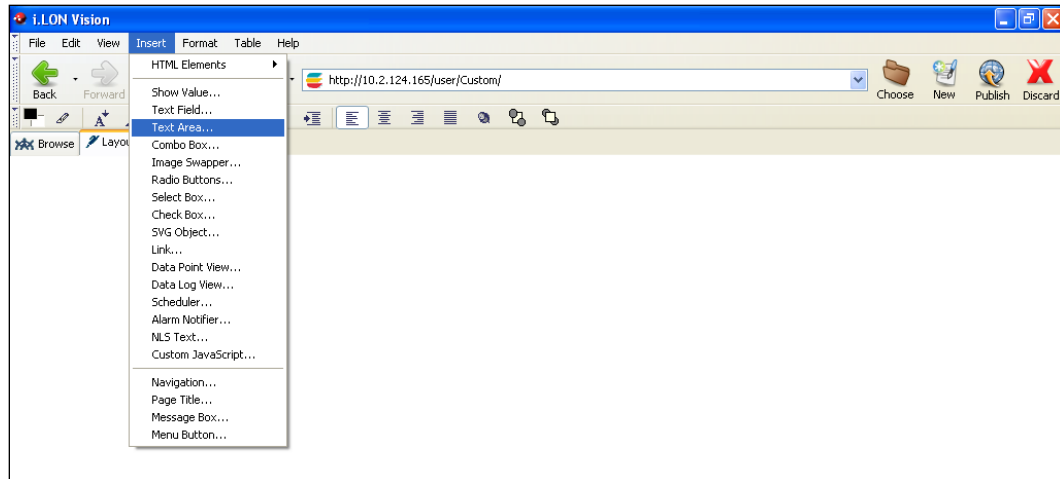 i.LON Vision
File Edit View Insert Format Table Help
HTML Elements
Back Forward http://10.2.124.165/user/Custom/ Choose New Publish Discard
Show Value...
Text Field...
Text Area...
Browse
Combo Box...
Image Swapper...
Radio Buttons...
Select Box...
Check Box...
SVG Object...
Link...
Data Point View...
Data Log View...
Scheduler...
Alarm Notifier...
NLS Text...
Custom JavaScript...
Navigation...
Page Title...
Message Box...
Menu Button...